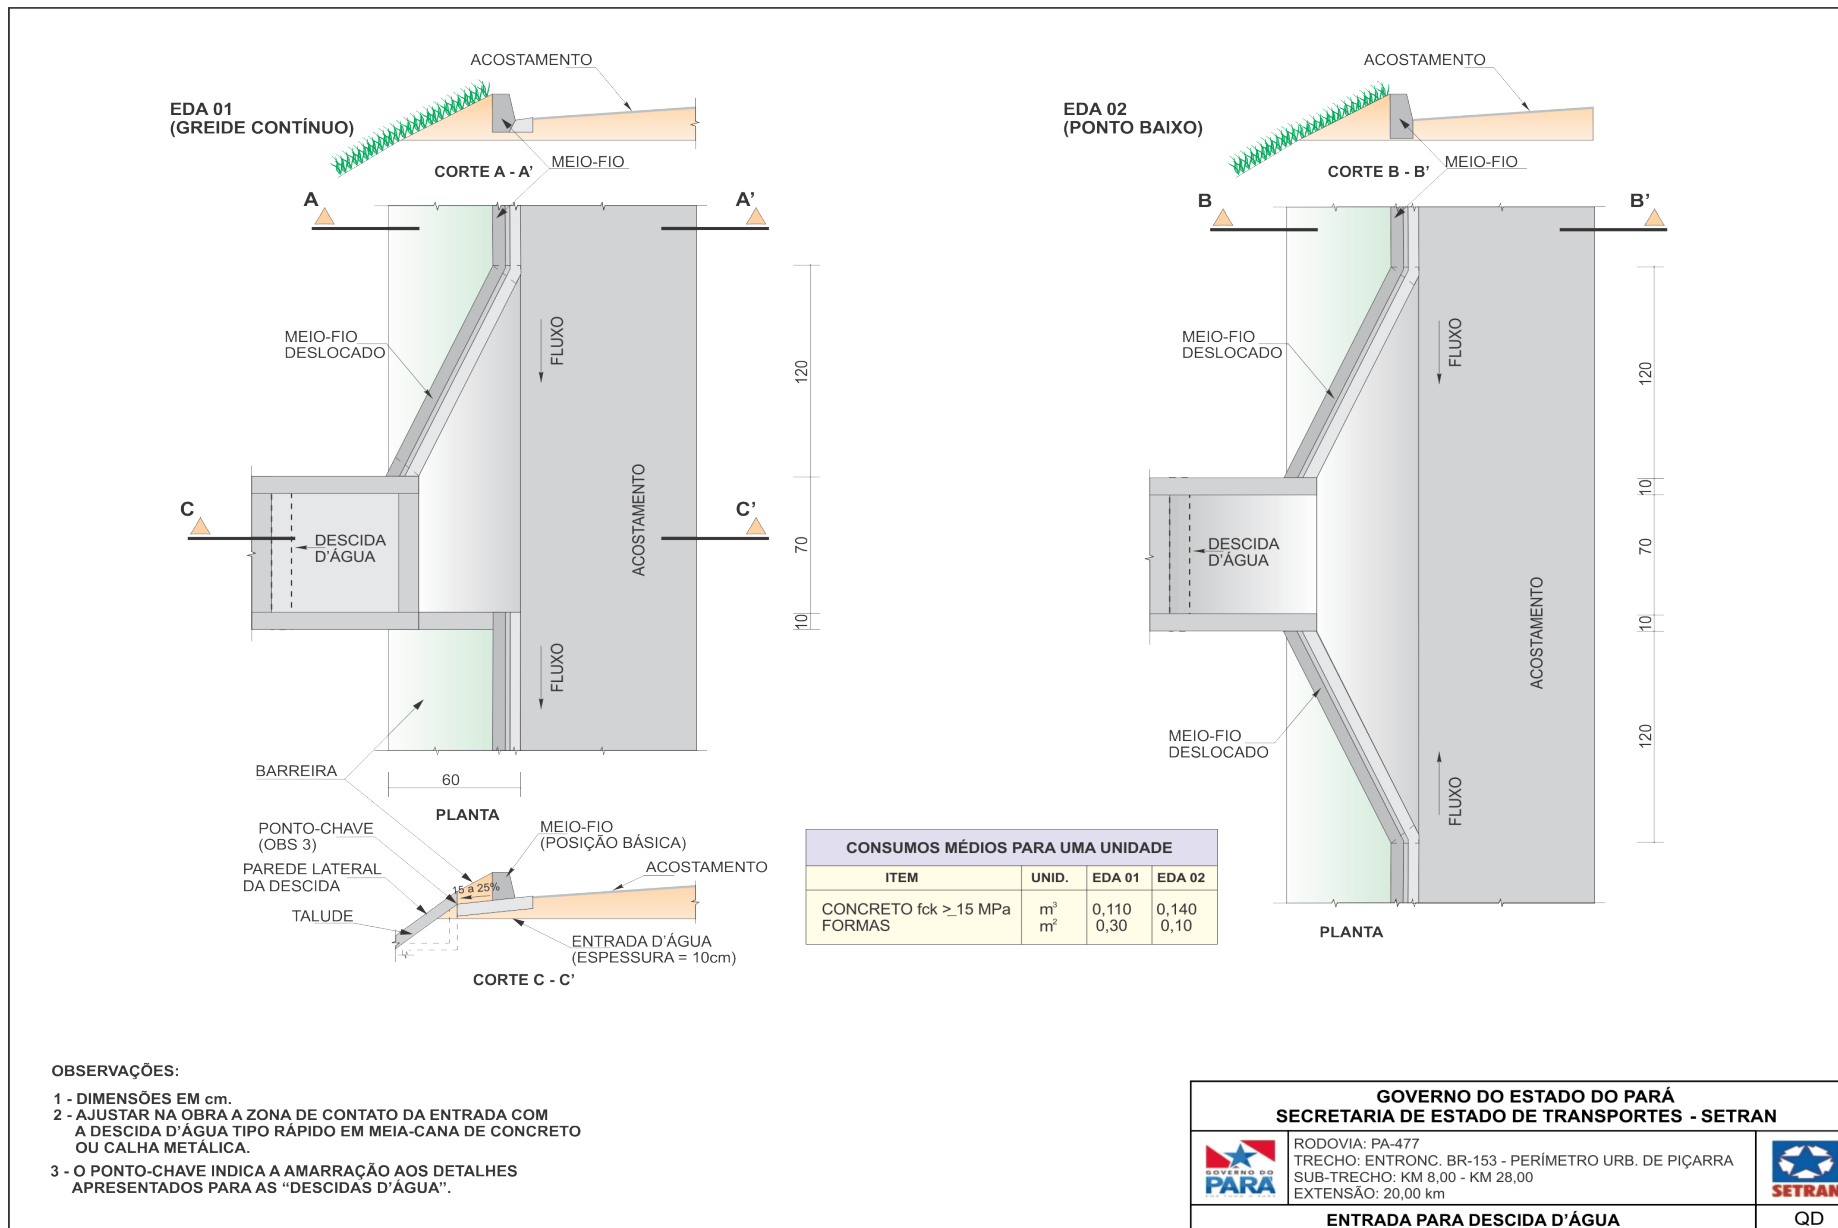 EDA 01
(GREIDE CONTÍNUO)
ACOSTAMENTO
MEIO-FIO
CORTE A - A’
A
A’
MEIO-FIO
DESLOCADO
FLUXO
120
ACOSTAMENTO
C
C’
DESCIDA
D’ÁGUA
70
10
FLUXO
BARREIRA
60
PLANTA
PONTO-CHAVE
(OBS 3)
MEIO-FIO
(POSIÇÃO BÁSICA)
PAREDE LATERAL
DA DESCIDA
ACOSTAMENTO
15 a 25%
TALUDE
ENTRADA D’ÁGUA
(ESPESSURA = 10cm)
CORTE C - C’
EDA 02
(PONTO BAIXO)
ACOSTAMENTO
MEIO-FIO
CORTE B - B’
B
B’
MEIO-FIO
DESLOCADO
FLUXO
120
10
DESCIDA
D’ÁGUA
70
10
ACOSTAMENTO
MEIO-FIO
DESLOCADO
FLUXO
120
PLANTA
CONSUMOS MÉDIOS PARA UMA UNIDADE
ITEM UNID. EDA 01 EDA 02
CONCRETO fck ≥ 15 MPa m³ 0,110 0,140
FORMAS m² 0,30 0,10
OBSERVAÇÕES:
1 - DIMENSÕES EM cm.
2 - AJUSTAR NA OBRA A ZONA DE CONTATO DA ENTRADA COM
A DESCIDA D’ÁGUA TIPO RÁPIDO EM MEIA-CANA DE CONCRETO
OU CALHA METÁLICA.
3 - O PONTO-CHAVE INDICA A AMARRAÇÃO AOS DETALHES
APRESENTADOS PARA AS “DESCIDAS D’ÁGUA”.
GOVERNO DO ESTADO DO PARÁ
SECRETARIA DE ESTADO DE TRANSPORTES - SETRAN
GOVERNO DO
PARÁ
RODOVIA: PA-477
TRECHO: ENTRONC. BR-153 - PERÍMETRO URB. DE PIÇARRA
SUB-TRECHO: KM 8,00 - KM 28,00
EXTENSÃO: 20,00 km
SETRAN
ENTRADA PARA DESCIDA D’ÁGUA
QD